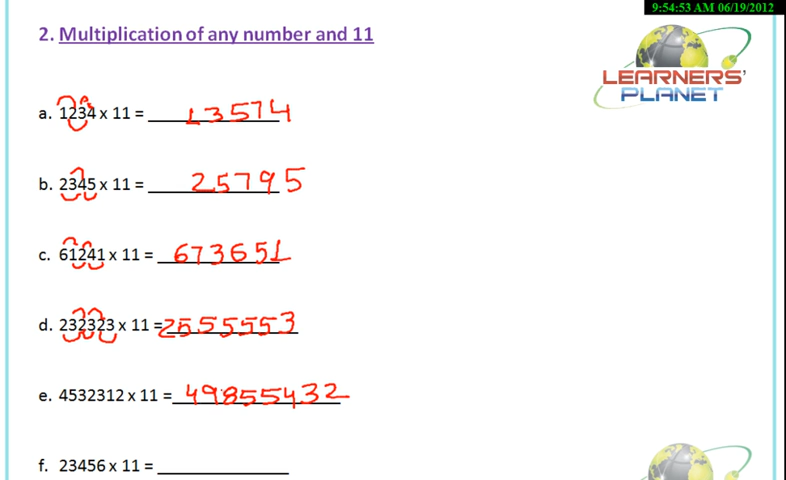 9:54:53 AM 06/19/2012
2. Multiplication of any number and 11
LEARNERS'
PLANET
a. 1234 x 11 = 13574
b. 2345 x 11 = 25795
c. 61241 x 11 = 673651
d. 232323 x 11 = 2555553
e. 4532312 x 11 = 49855432
f. 23456 x 11 =